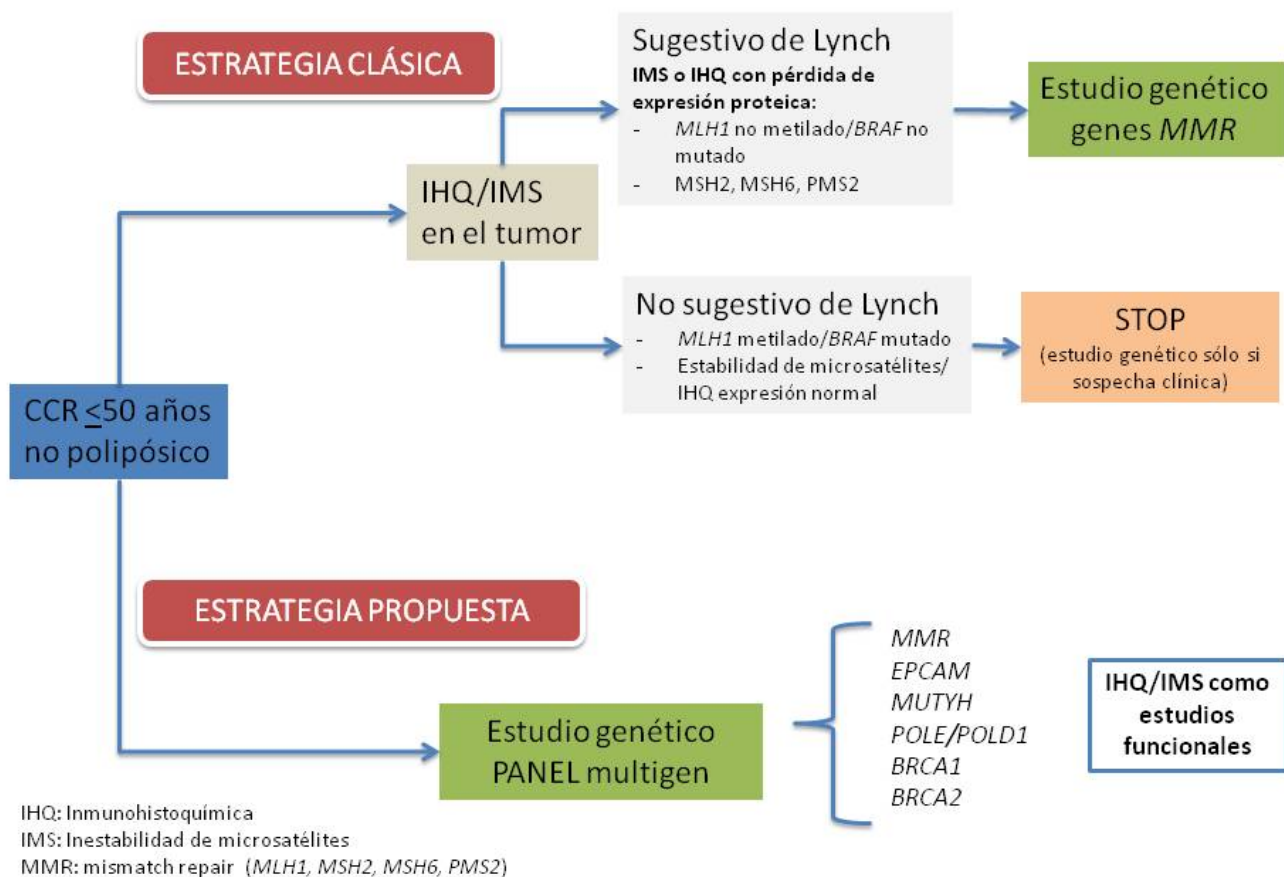 ESTRATEGIA CLÁSICA
Sugestivo de Lynch
IMS o IHQ con pérdida de
expresión proteica:
- MLH1 no metilado/BRAF no
mutado
- MSH2, MSH6, PMS2
Estudio genético
genes MMR
IHQ/IMS
en el tumor
No sugestivo de Lynch
- MLH1 metilado/BRAF mutado
- Estabilidad de microsatélites/
IHQ expresión normal
STOP
(estudio genético sólo si
sospecha clínica)
CCR ≤50 años
no polipósico
ESTRATEGIA PROPUESTA
Estudio genético
PANEL multigen
MMR
EPCAM
MUTYH
POLE/POLD1
BRCA1
BRCA2
IHQ/IMS como
estudios
funcionales
IHQ: Inmunohistoquímica
IMS: Inestabilidad de microsatélites
MMR: mismatch repair (MLH1, MSH2, MSH6, PMS2)